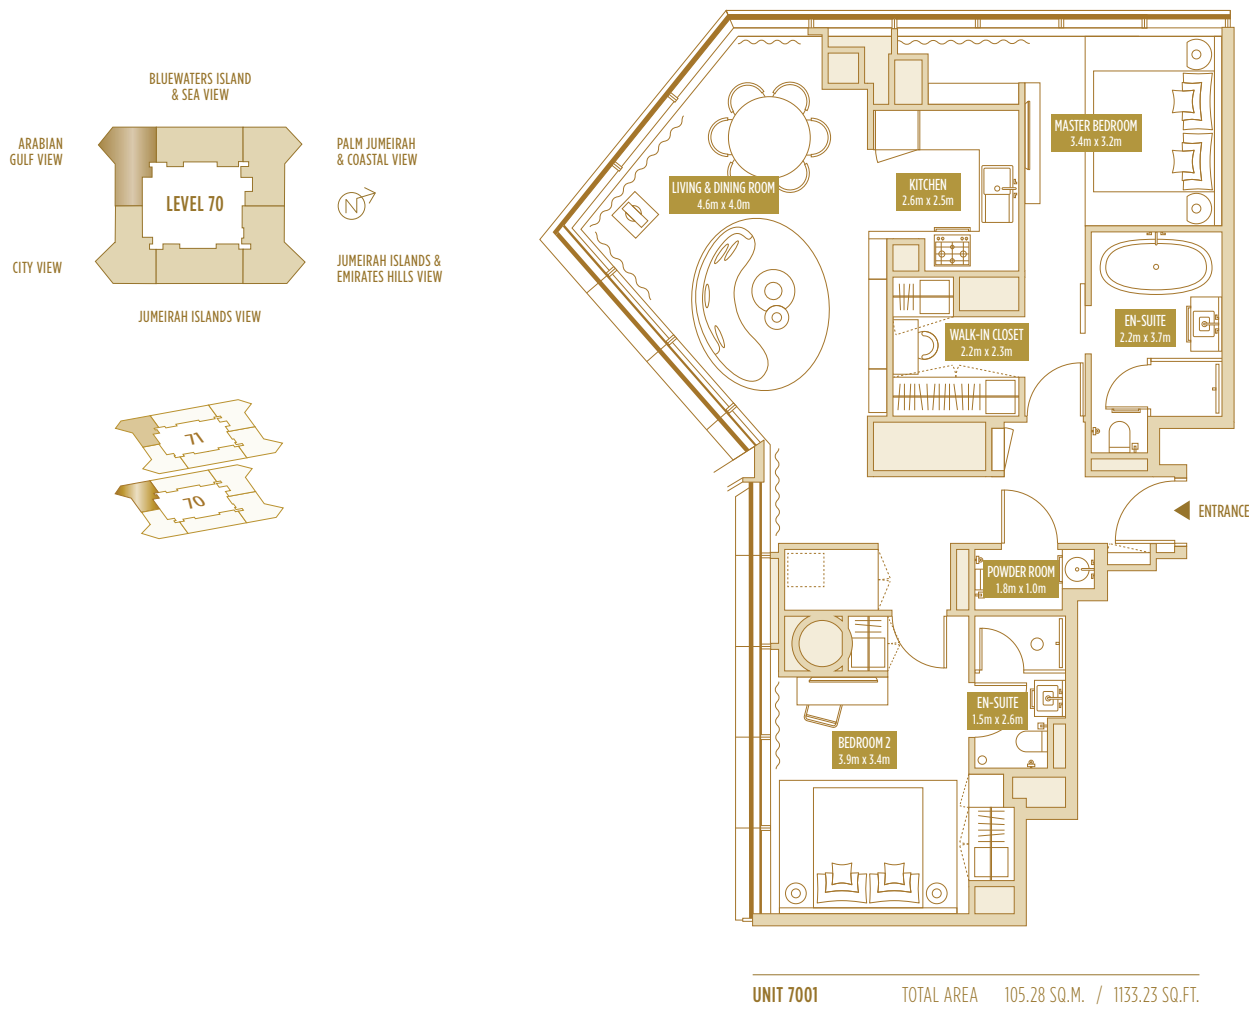 BLUEWATERS ISLAND
& SEA VIEW
ARABIAN
GULF VIEW
PALM JUMEIRAH
& COASTAL VIEW
LEVEL 70
N
CITY VIEW
JUMEIRAH ISLANDS &
EMIRATES HILLS VIEW
JUMEIRAH ISLANDS VIEW
71
70
MASTER BEDROOM
3.4m x 3.2m
LIVING & DINING ROOM
4.6m x 4.0m
KITCHEN
2.6m x 2.5m
EN-SUITE
2.2m x 3.7m
WALK-IN CLOSET
2.2m x 2.3m
ENTRANCE
POWDER ROOM
1.8m x 1.0m
EN-SUITE
1.5m x 2.6m
BEDROOM 2
3.9m x 3.4m
UNIT 7001 TOTAL AREA 105.28 SQ.M. / 1133.23 SQ.FT.